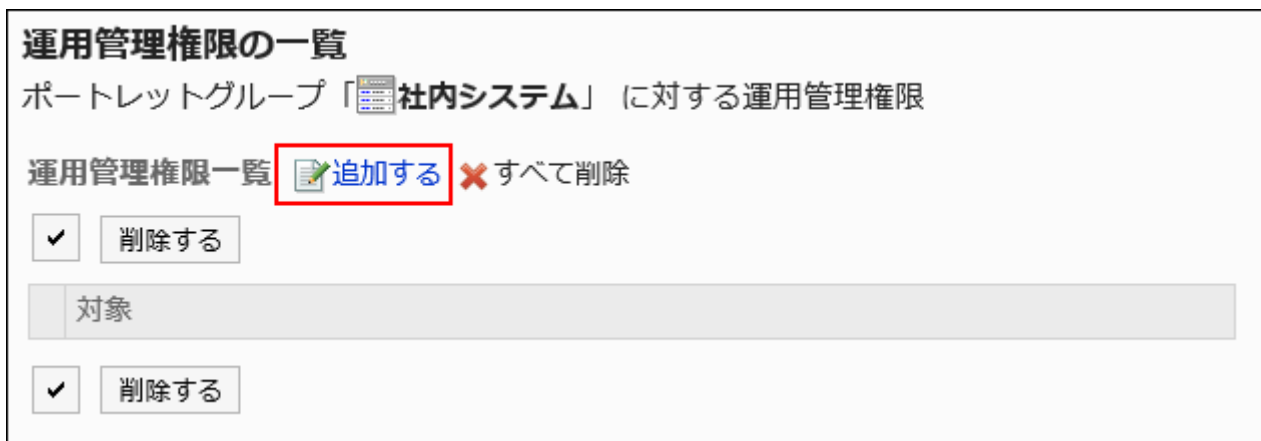 運用管理権限の一覧
ポートレットグループ「社内システム」 に対する運用管理権限
運用管理権限一覧 追加する すべて削除
削除する
対象
削除する